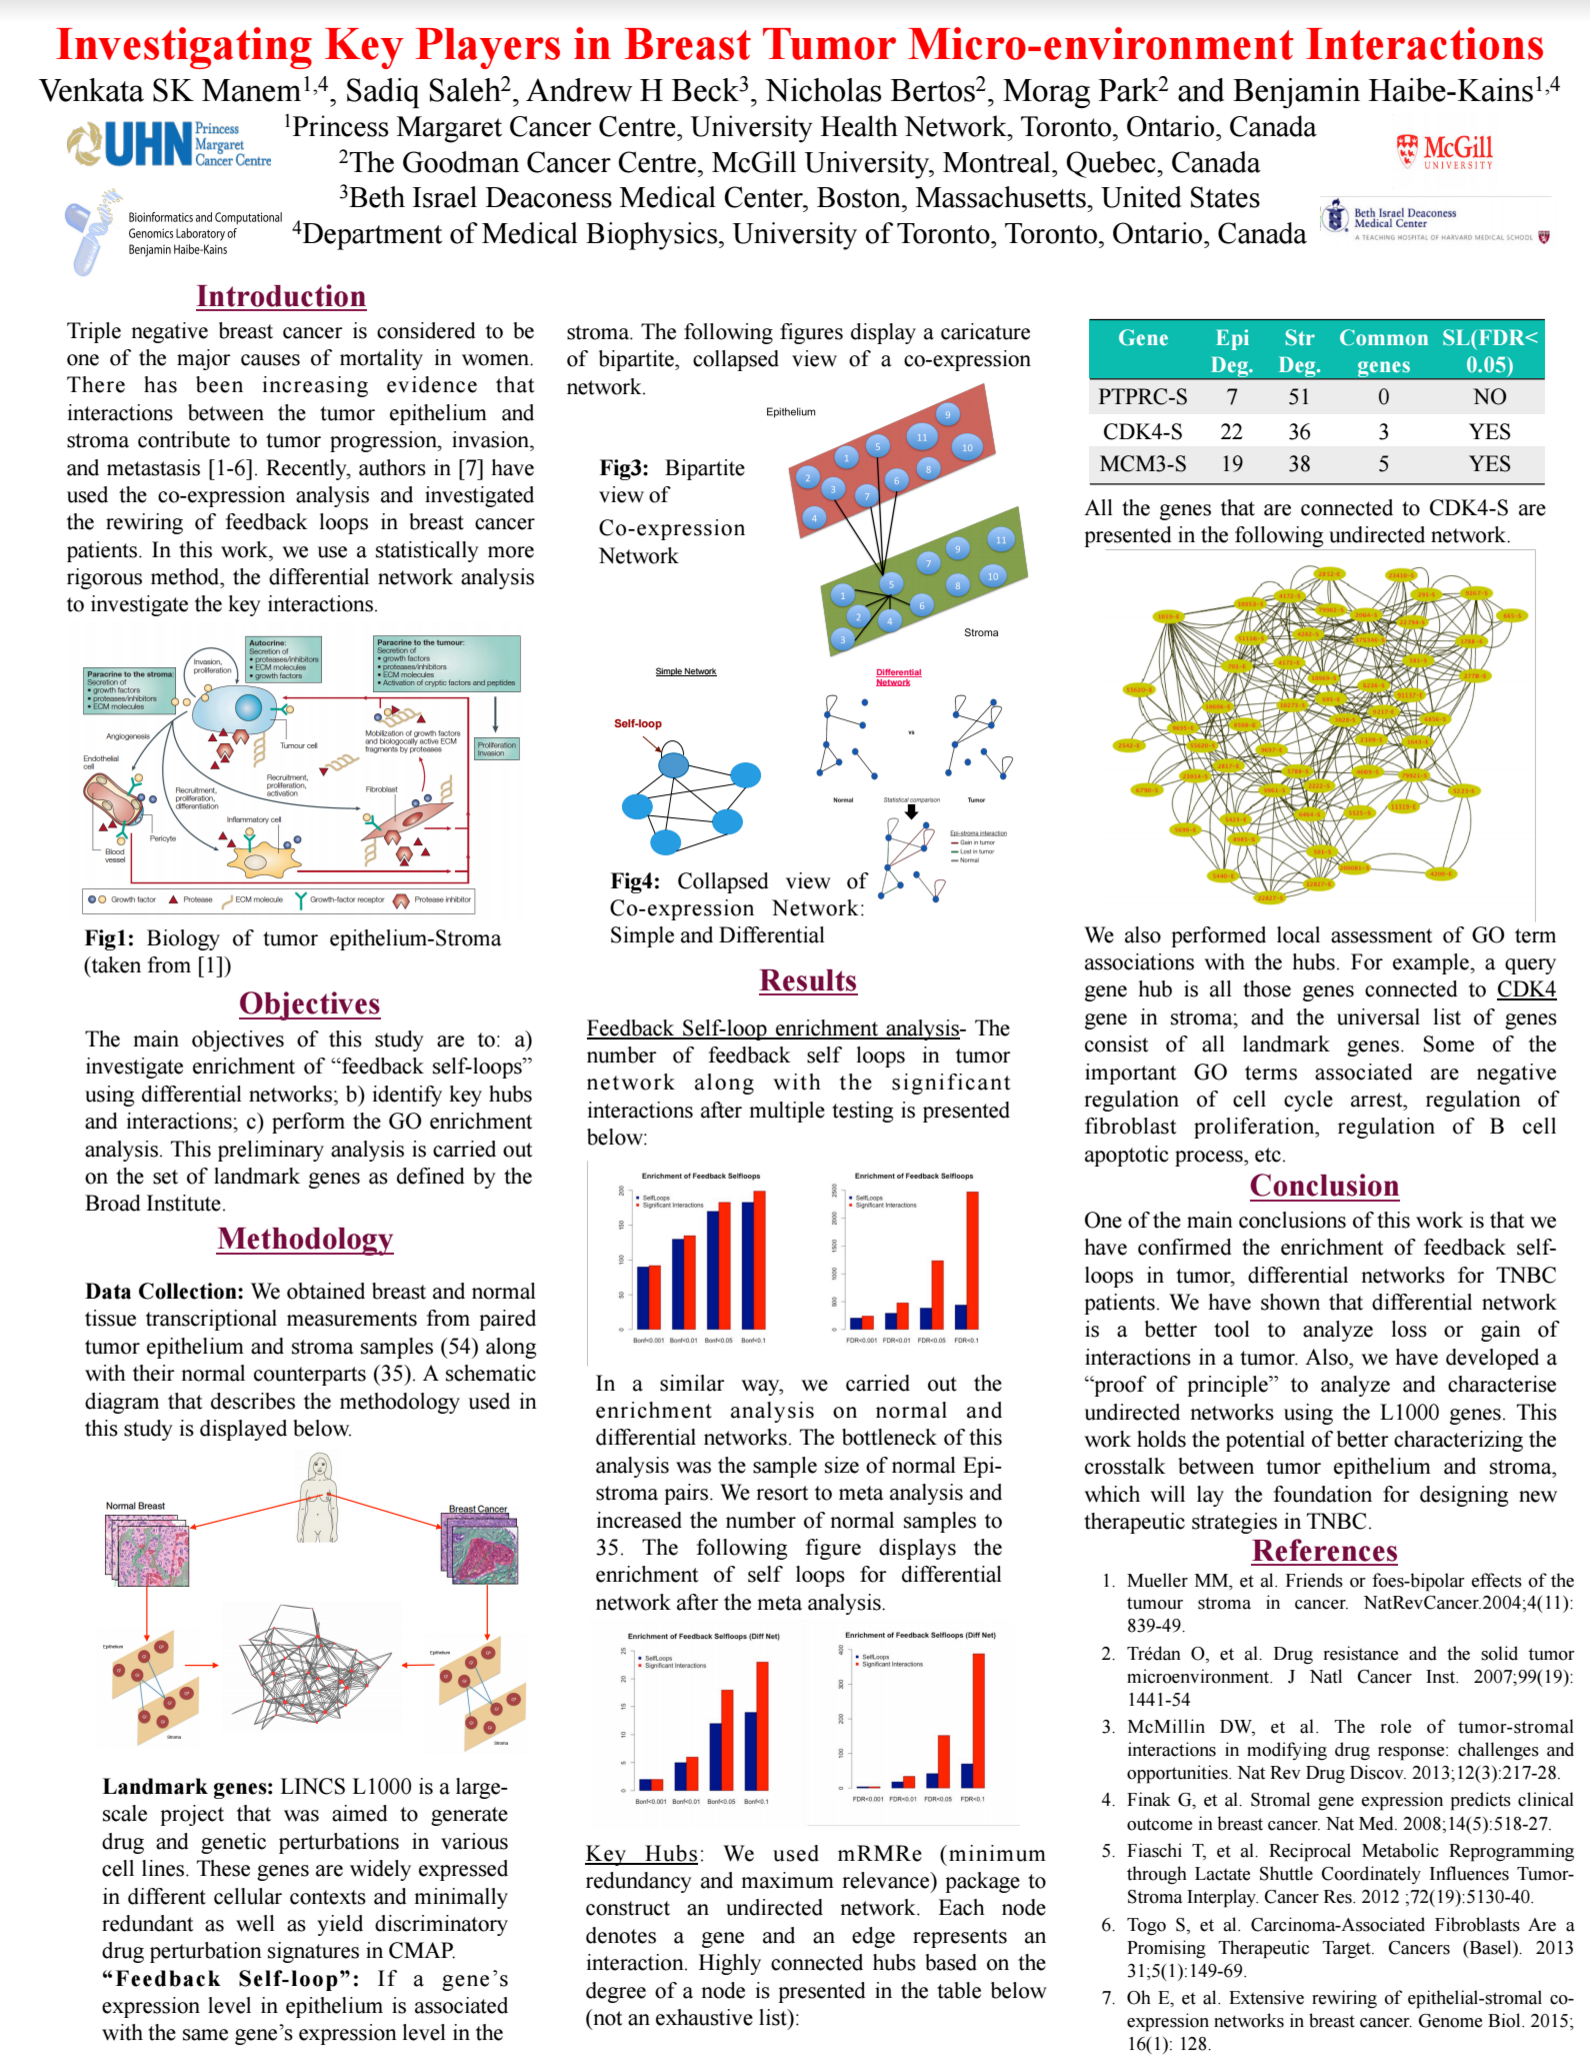 Investigating Key Players in Breast Tumor Micro-environment Interactions
Venkata SK Manem1,4, Sadiq Saleh2, Andrew H Beck3, Nicholas Bertos2, Morag Park2 and Benjamin Haibe-Kains1,4
1Princess Margaret Cancer Centre, University Health Network, Toronto, Ontario, Canada
2The Goodman Cancer Centre, McGill University, Montreal, Quebec, Canada
3Beth Israel Deaconess Medical Center, Boston, Massachusetts, United States
4Department of Medical Biophysics, University of Toronto, Toronto, Ontario, Canada
UHN
Princess
Margaret
Cancer Centre
Bioinformatics and Computational
Genomics Laboratory of
Benjamin Haibe-Kains
McGill
UNIVERSITY
Beth Israel Deaconess
Medical Center
A TEACHING HOSPITAL OF HARVARD MEDICAL SCHOOL
Introduction
Triple negative breast cancer is considered to be
one of the major causes of mortality in women.
There has been increasing evidence that
interactions between the tumor epithelium and
stroma contribute to tumor progression, invasion,
and metastasis [1-6]. Recently, authors in [7] have
used the co-expression analysis and investigated
the rewiring of feedback loops in breast cancer
patients. In this work, we use a statistically more
rigorous method, the differential network analysis
to investigate the key interactions.
Paracrine to the stroma:
Secretion of
• growth factors
• proteases/inhibitors
• ECM molecules
Invasion,
proliferation
Autocrine:
Secretion of
• proteases/inhibitors
• ECM molecules
• growth factors
Paracrine to the tumour:
Secretion of
• growth factors
• proteases/inhibitors
• ECM molecules
• Activation of cryptic factors and peptides
Angiogenesis
Tumour cell
Mobilization of growth factors
and biologocally active ECM
fragments by proteases
Proliferation
Invasion
Endothelial
cell
Recruitment,
proliferation,
differentiation
Recruitment,
proliferation,
activation
Fibroblast
Inflammatory cell
Pericyte
Blood
vessel
Growth factor
Protease
ECM molecule
Growth-factor receptor
Protease inhibitor
Fig1: Biology of tumor epithelium-Stroma
(taken from [1])
Objectives
The main objectives of this study are to: a)
investigate enrichment of “feedback self-loops”
using differential networks; b) identify key hubs
and interactions; c) perform the GO enrichment
analysis. This preliminary analysis is carried out
on the set of landmark genes as defined by the
Broad Institute.
Methodology
Data Collection: We obtained breast and normal
tissue transcriptional measurements from paired
tumor epithelium and stroma samples (54) along
with their normal counterparts (35). A schematic
diagram that describes the methodology used in
this study is displayed below.
Normal Breast
Breast Cancer
Epithelium
Stroma
Epithelium
Stroma
Landmark genes: LINCS L1000 is a large-
scale project that was aimed to generate
drug and genetic perturbations in various
cell lines. These genes are widely expressed
in different cellular contexts and minimally
redundant as well as yield discriminatory
drug perturbation signatures in CMAP.
“Feedback Self-loop”: If a gene’s
expression level in epithelium is associated
with the same gene’s expression level in the
stroma. The following figures display a caricature
of bipartite, collapsed view of a co-expression
network.
Epithelium
Fig3: Bipartite
view of
Co-expression
Network
9
11
10
5
1
8
2
6
3
7
4
11
9
7
10
8
5
1
6
2
4
3
Stroma
Simple Network
Differential
Network
Self-loop
vs
Normal
Statistical comparison
Tumor
Epi-stroma interaction
Gain in tumor
Lost in tumor
Normal
Fig4: Collapsed view of
Co-expression Network:
Simple and Differential
Results
Feedback Self-loop enrichment analysis- The
number of feedback self loops in tumor
network along with the significant
interactions after multiple testing is presented
below:
Enrichment of Feedback Selfloops
SelfLoops
Significant Interactions
200
150
100
50
0
Bonf<0.001 Bonf<0.01 Bonf<0.05 Bonf<0.1
Enrichment of Feedback Selfloops
SelfLoops
Significant Interactions
2500
2000
1500
1000
500
0
FDR<0.001 FDR<0.01 FDR<0.05 FDR<0.1
In a similar way, we carried out the
enrichment analysis on normal and
differential networks. The bottleneck of this
analysis was the sample size of normal Epi-
stroma pairs. We resort to meta analysis and
increased the number of normal samples to
35. The following figure displays the
enrichment of self loops for differential
network after the meta analysis.
Enrichment of Feedback Selfloops (Diff Net)
SelfLoops
Significant Interactions
25
20
15
10
5
0
Bonf<0.001 Bonf<0.01 Bonf<0.05 Bonf<0.1
Enrichment of Feedback Selfloops (Diff Net)
SelfLoops
Significant Interactions
400
300
200
100
0
FDR<0.001 FDR<0.01 FDR<0.05 FDR<0.1
Key Hubs: We used mRMRe (minimum
redundancy and maximum relevance) package to
construct an undirected network. Each node
denotes a gene and an edge represents an
interaction. Highly connected hubs based on the
degree of a node is presented in the table below
(not an exhaustive list):
Gene Epi Deg. Str Deg. Common genes SL(FDR< 0.05)
PTPRC-S 7 51 0 NO
CDK4-S 22 36 3 YES
MCM3-S 19 38 5 YES
All the genes that are connected to CDK4-S are
presented in the following undirected network.
We also performed local assessment of GO term
associations with the hubs. For example, a query
gene hub is all those genes connected to CDK4
gene in stroma; and the universal list of genes
consist of all landmark genes. Some of the
important GO terms associated are negative
regulation of cell cycle arrest, regulation of
fibroblast proliferation, regulation of B cell
apoptotic process, etc.
Conclusion
One of the main conclusions of this work is that we
have confirmed the enrichment of feedback self-
loops in tumor, differential networks for TNBC
patients. We have shown that differential network
is a better tool to analyze loss or gain of
interactions in a tumor. Also, we have developed a
“proof of principle” to analyze and characterise
undirected networks using the L1000 genes. This
work holds the potential of better characterizing the
crosstalk between tumor epithelium and stroma,
which will lay the foundation for designing new
therapeutic strategies in TNBC.
References
1. Mueller MM, et al. Friends or foes-bipolar effects of the
tumour stroma in cancer. NatRevCancer.2004;4(11):
839-49.
2. Trédan O, et al. Drug resistance and the solid tumor
microenvironment. J Natl Cancer Inst. 2007;99(19):
1441-54
3. McMillin DW, et al. The role of tumor-stromal
interactions in modifying drug response: challenges and
opportunities. Nat Rev Drug Discov. 2013;12(3):217-28.
4. Finak G, et al. Stromal gene expression predicts clinical
outcome in breast cancer. Nat Med. 2008;14(5):518-27.
5. Fiaschi T, et al. Reciprocal Metabolic Reprogramming
through Lactate Shuttle Coordinately Influences Tumor-
Stroma Interplay. Cancer Res. 2012 ;72(19):5130-40.
6. Togo S, et al. Carcinoma-Associated Fibroblasts Are a
Promising Therapeutic Target. Cancers (Basel). 2013
31;5(1):149-69.
7. Oh E, et al. Extensive rewiring of epithelial-stromal co-
expression networks in breast cancer. Genome Biol. 2015;
16(1): 128.